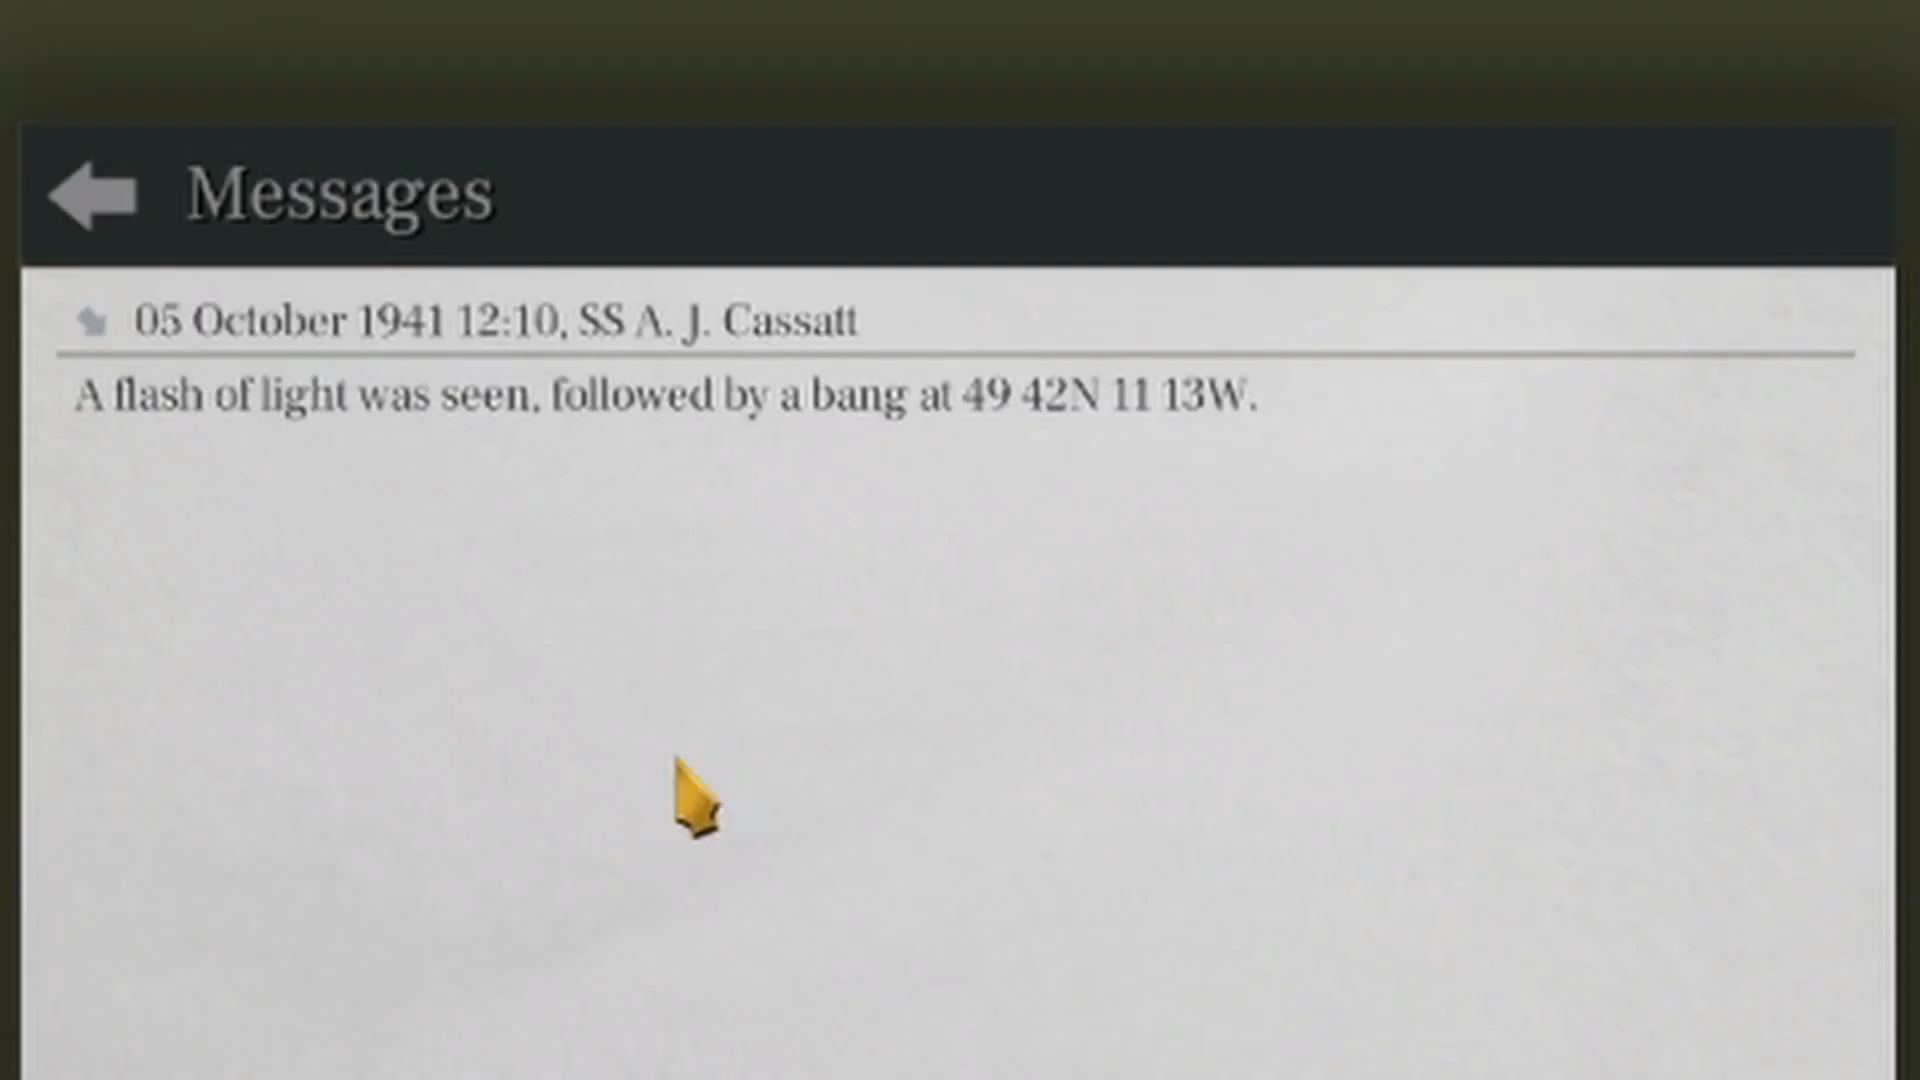 Messages
05 October 1941 12:10, SS A. J. Cassatt
A flash of light was seen, followed by a bang at 49 42N 11 13W.